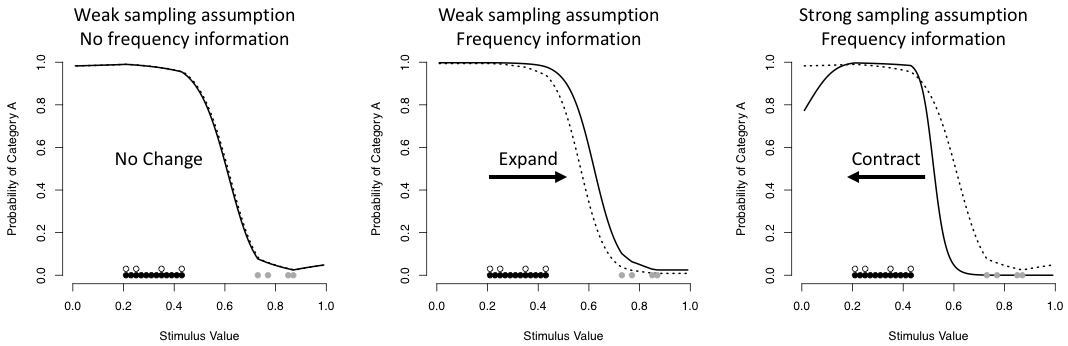 Weak sampling assumption
No frequency information
Probability of Category A
1.0
0.8
0.6
0.4
0.2
0.0
No Change
0.0 0.2 0.4 0.6 0.8 1.0
Stimulus Value
Weak sampling assumption
Frequency information
Probability of Category A
1.0
0.8
0.6
0.4
0.2
0.0
Expand
0.0 0.2 0.4 0.6 0.8 1.0
Stimulus Value
Strong sampling assumption
Frequency information
Probability of Category A
1.0
0.8
0.6
0.4
0.2
0.0
Contract
0.0 0.2 0.4 0.6 0.8 1.0
Stimulus Value